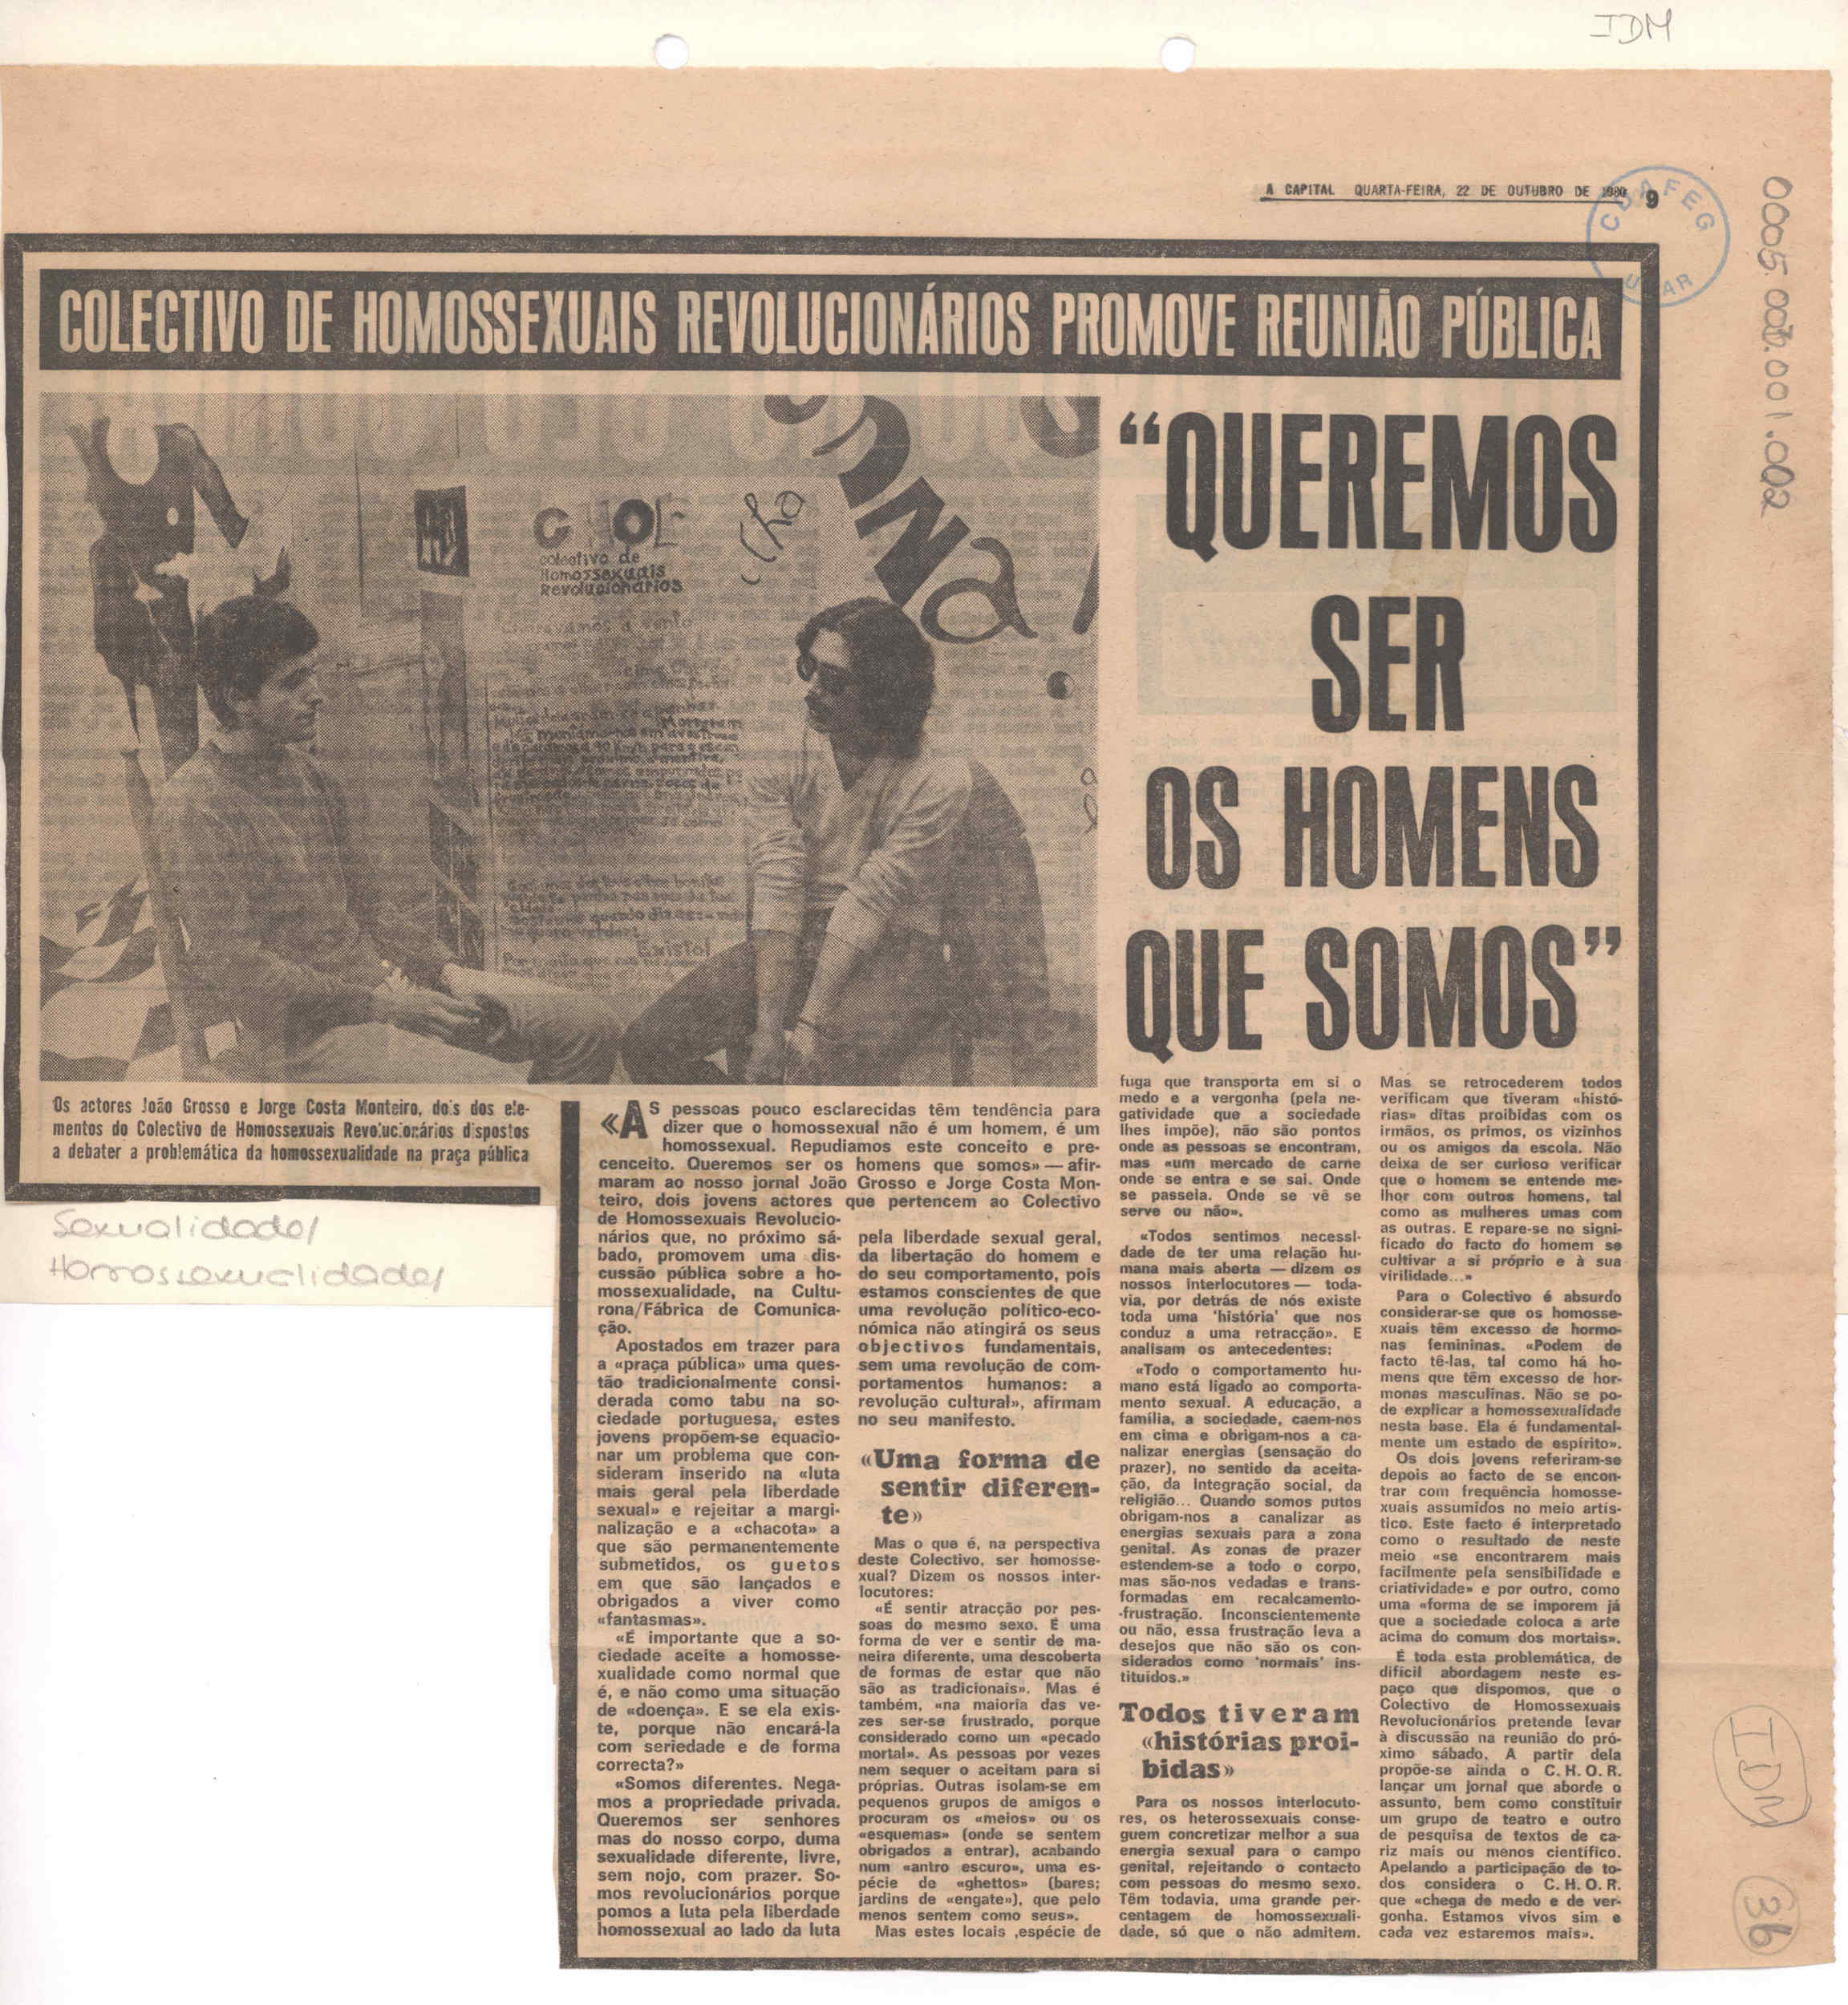 IDM
A CAPITAL QUARTA-FEIRA, 22 DE OUTUBRO DE 1980 9
CDAFEG
UMAR
0005.002.001.002
COLECTIVO DE HOMOSSEXUAIS REVOLUCIONÁRIOS PROMOVE REUNIÃO PÚBLICA
“QUEREMOS
SER
OS HOMENS
QUE SOMOS”
colectivo de
Homossexuais
Revolucionários
Existo!
Os actores João Grosso e Jorge Costa Monteiro, dois dos ele-
mentos do Colectivo de Homossexuais Revolucionários dispostos
a debater a problemática da homossexualidade na praça pública
Sexualidades/
Homossexualidades/
«AS pessoas pouco esclarecidas têm tendência para
dizer que o homossexual não é um homem, é um
homossexual. Repudiamos este conceito e pre-
cenceito. Queremos ser os homens que somos» — afir-
maram ao nosso jornal João Grosso e Jorge Costa Mon-
teiro, dois jovens actores que pertencem ao Colectivo
de Homossexuais Revolucio-
nários que, no próximo sá-
bado, promovem uma dis-
cussão pública sobre a ho-
mossexualidade, na Cultu-
rona/Fábrica de Comunica-
ção.
Apostados em trazer para
a «praça pública» uma ques-
tão tradicionalmente consi-
derada como tabu na so-
ciedade portuguesa, estes
jovens propõem-se equacio-
nar um problema que con-
sideram inserido na «luta
mais geral pela liberdade
sexual» e rejeitar a margi-
nalização e a «chacota» a
que são permanentemente
submetidos, os guetos
em que são lançados e
obrigados a viver como
«fantasmas».
«É importante que a so-
ciedade aceite a homosse-
xualidade como normal que
é, e não como uma situação
de «doença». E se ela exis-
te, porque não encará-la
com seriedade e de forma
correcta?»
«Somos diferentes. Nega-
mos a propriedade privada.
Queremos ser senhores
mas do nosso corpo, duma
sexualidade diferente, livre,
sem nojo, com prazer. So-
mos revolucionários porque
pomos a luta pela liberdade
homossexual ao lado da luta
pela liberdade sexual geral,
da libertação do homem e
do seu comportamento, pois
estamos conscientes de que
uma revolução político-eco-
nómica não atingirá os seus
objectivos fundamentais,
sem uma revolução de com-
portamentos humanos: a
revolução cultural», afirmam
no seu manifesto.
«Uma forma de
sentir diferen-
te»
Mas o que é, na perspectiva
deste Colectivo, ser homosse-
xual? Dizem os nossos inter-
locutores:
«É sentir atracção por pes-
soas do mesmo sexo. É uma
forma de ver e sentir de ma-
neira diferente, uma descoberta
de formas de estar que não
são as tradicionais». Mas é
também, «na maioria das ve-
zes ser-se frustrado, porque
considerado como um «pecado
mortal». As pessoas por vezes
nem sequer o aceitam para si
próprias. Outras isolam-se em
pequenos grupos de amigos e
procuram os «meios» ou os
«esquemas» (onde se sentem
obrigados a entrar), acabando
num «antro escuro», uma es-
pécie de «ghettos» (bares;
jardins de «engate»), que pelo
menos sentem como seus».
Mas estes locais ,espécie de
fuga que transporta em si o
medo e a vergonha (pela ne-
gatividade que a sociedade
lhes impõe), não são pontos
onde as pessoas se encontram,
mas «um mercado de carne
onde se entra e se sai. Onde
se passeia. Onde se vê se
serve ou não».
«Todos sentimos necessi-
dade de ter uma relação hu-
mana mais aberta — dizem os
nossos interlocutores — toda-
via, por detrás de nós existe
toda uma 'história' que nos
conduz a uma retracção». E
analisam os antecedentes:
«Todo o comportamento hu-
mano está ligado ao comporta-
mento sexual. A educação, a
família, a sociedade, caem-nos
em cima e obrigam-nos a ca-
nalizar energias (sensação do
prazer), no sentido da aceita-
ção, da integração social, da
religião... Quando somos putos
obrigam-nos a canalizar as
energias sexuais para a zona
genital. As zonas de prazer
estendem-se a todo o corpo,
mas são-nos vedadas e trans-
formadas em recalcamento-
-frustração. Inconscientemente
ou não, essa frustração leva a
desejos que não são os con-
siderados como 'normais' ins-
tituídos.»
Todos tiveram
«histórias proi-
bidas»
Para os nossos interlocuto-
res, os heterossexuais conse-
guem concretizar melhor a sua
energia sexual para o campo
genital, rejeitando o contacto
com pessoas do mesmo sexo.
Têm todavia, uma grande per-
centagem de homossexuali-
dade, só que o não admitem.
Mas se retrocederem todos
verificam que tiveram «histó-
rias» ditas proibidas com os
irmãos, os primos, os vizinhos
ou os amigos da escola. Não
deixa de ser curioso verificar
que o homem se entende me-
lhor com outros homens, tal
como as mulheres umas com
as outras. E repare-se no signi-
ficado do facto do homem se
cultivar a si próprio e à sua
virilidade...»
Para o Colectivo é absurdo
considerar-se que os homosse-
xuais têm excesso de hormo-
nas femininas. «Podem de
facto tê-las, tal como há ho-
mens que têm excesso de hor-
monas masculinas. Não se po-
de explicar a homossexualidade
nesta base. Ela é fundamental-
mente um estado de espírito».
Os dois jovens referiram-se
depois ao facto de se encon-
trar com frequência homosse-
xuais assumidos no meio artís-
tico. Este facto é interpretado
como o resultado de neste
meio «se encontrarem mais
facilmente pela sensibilidade e
criatividade» e por outro, como
uma «forma de se imporem já
que a sociedade coloca a arte
acima do comum dos mortais».
É toda esta problemática, de
difícil abordagem neste es-
paço que dispomos, que o
Colectivo de Homossexuais
Revolucionários pretende levar
à discussão na reunião do pró-
ximo sábado. A partir dela
propõe-se ainda o C. H. O. R.
lançar um jornal que aborde o
assunto, bem como constituir
um grupo de teatro e outro
de pesquisa de textos de ca-
riz mais ou menos científico.
Apelando a participação de to-
dos considera o C. H. O. R.
que «chega de medo e de ver-
gonha. Estamos vivos sim e
cada vez estaremos mais».
IDM
36